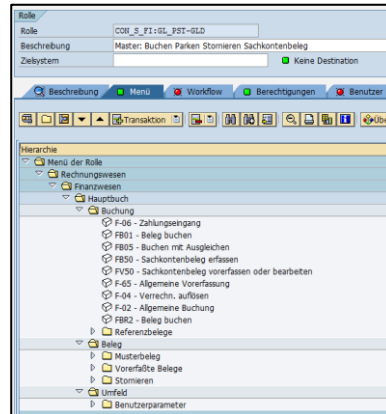 Rolle
Rolle CON_S_FI:GL_PST-GLD
Beschreibung Master: Buchen Parken Stornieren Sachkontenbeleg
Zielsystem Keine Destination
Beschreibung Menü Workflow Berechtigungen Benutzer
Transaktion Übe
Hierarchie
Menü der Rolle
Rechnungswesen
Finanzwesen
Hauptbuch
Buchung
F-06 - Zahlungseingang
FB01 - Beleg buchen
FB05 - Buchen mit Ausgleichen
FB50 - Sachkontenbeleg erfassen
FV50 - Sachkontenbeleg vorerfassen oder bearbeiten
F-65 - Allgemeine Vorerfassung
F-04 - Verrechn. auflösen
F-02 - Allgemeine Buchung
FBR2 - Beleg buchen
Referenzbelege
Beleg
Musterbeleg
Vorerfaßte Belege
Stornieren
Umfeld
Benutzerparameter